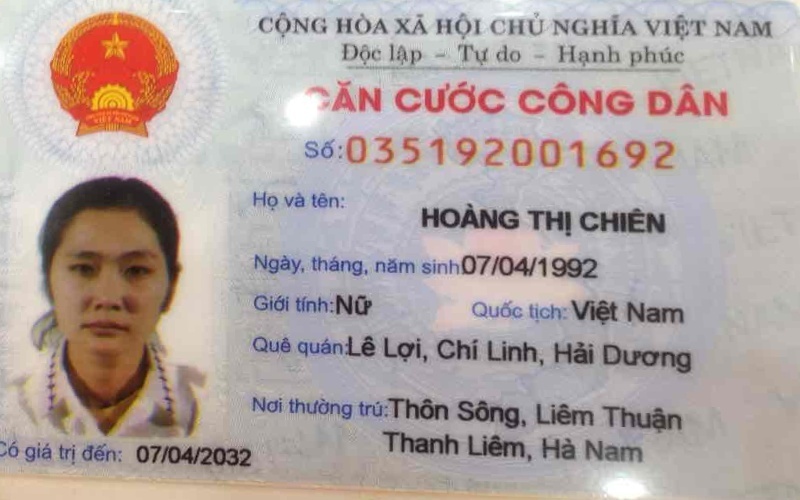 CỘNG HÒA XÃ HỘI CHỦ NGHĨA VIỆT NAM
Độc lập – Tự do – Hạnh phúc
CĂN CƯỚC CÔNG DÂN
Số: 035192001692
Họ và tên:
HOÀNG THỊ CHIÊN
Ngày, tháng, năm sinh: 07/04/1992
Giới tính: Nữ Quốc tịch: Việt Nam
Quê quán: Lê Lợi, Chí Linh, Hải Dương
Nơi thường trú: Thôn Sông, Liêm Thuận
Thanh Liêm, Hà Nam
Có giá trị đến: 07/04/2032